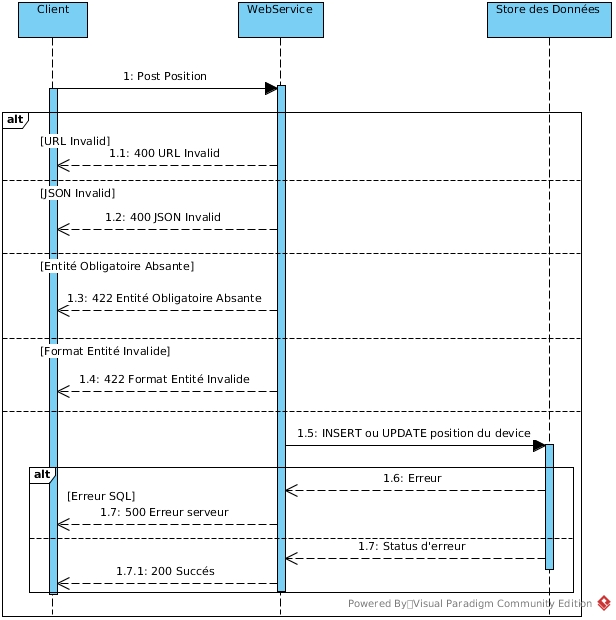 Client
WebService
Store des Données
1: Post Position
alt
[URL Invalid]
1.1: 400 URL Invalid
[JSON Invalid]
1.2: 400 JSON Invalid
[Entité Obligatoire Absante]
1.3: 422 Entité Obligatoire Absante
[Format Entité Invalide]
1.4: 422 Format Entité Invalide
1.5: INSERT ou UPDATE position du device
alt
1.6: Erreur
[Erreur SQL]
1.7: 500 Erreur serveur
1.7: Status d'erreur
1.7.1: 200 Succés
Powered By Visual Paradigm Community Edition